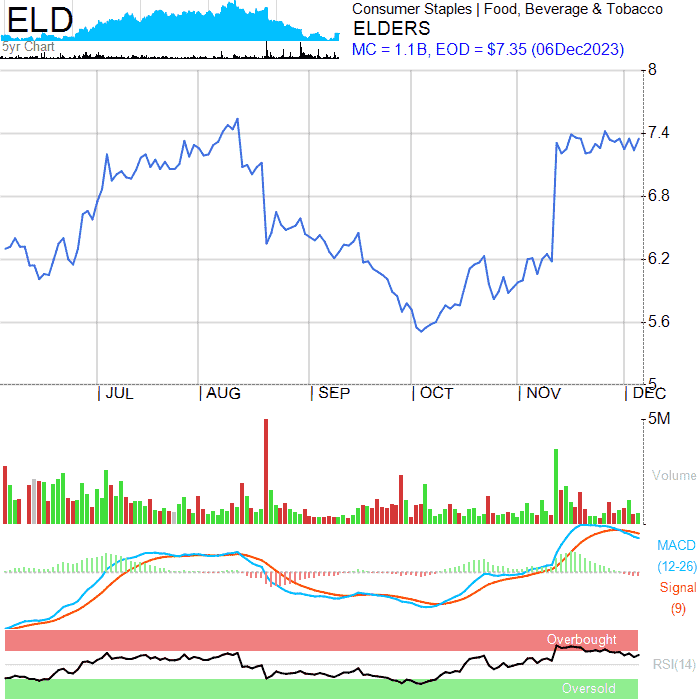 ELD
5yr Chart
Consumer Staples | Food, Beverage & Tobacco
ELDERS
MC = 1.1B, EOD = $7.35 (06Dec2023)
8
7.4
6.8
6.2
5.6
5
| JUL | AUG | SEP | OCT | NOV | DEC
5M
Volume
MACD
(12-26)
Signal
(9)
Overbought
RSI(14)
Oversold